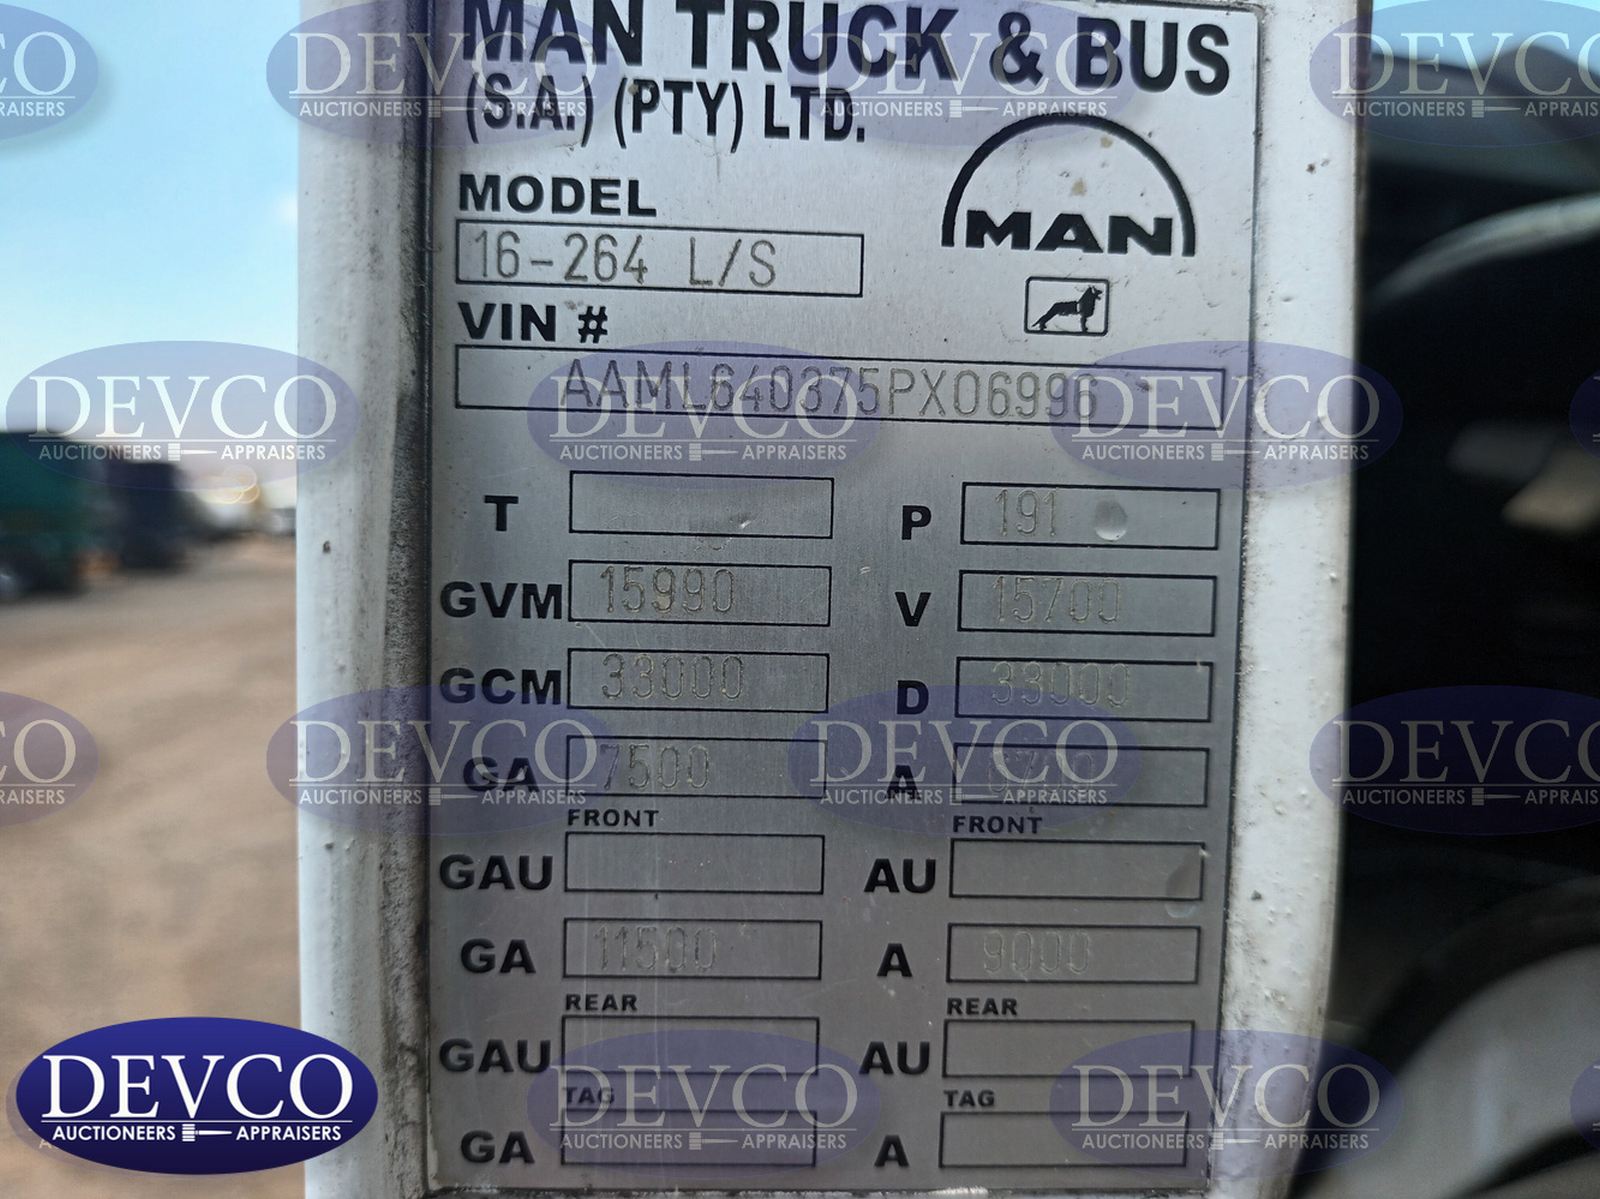 MAN TRUCK & BUS
(S.A.) (PTY) LTD.
MAN
MODEL
16-264 L/S
VIN #
AAML640375PX06996
T
P 191
GVM 15990
V 15700
GCM 33000
D 33000
GA 7500
A
FRONT
FRONT
GAU
AU
GA 11500
A 9000
REAR
REAR
GAU
AU
TAG
TAG
GA
A
DEVCO
AUCTIONEERS APPRAISERS